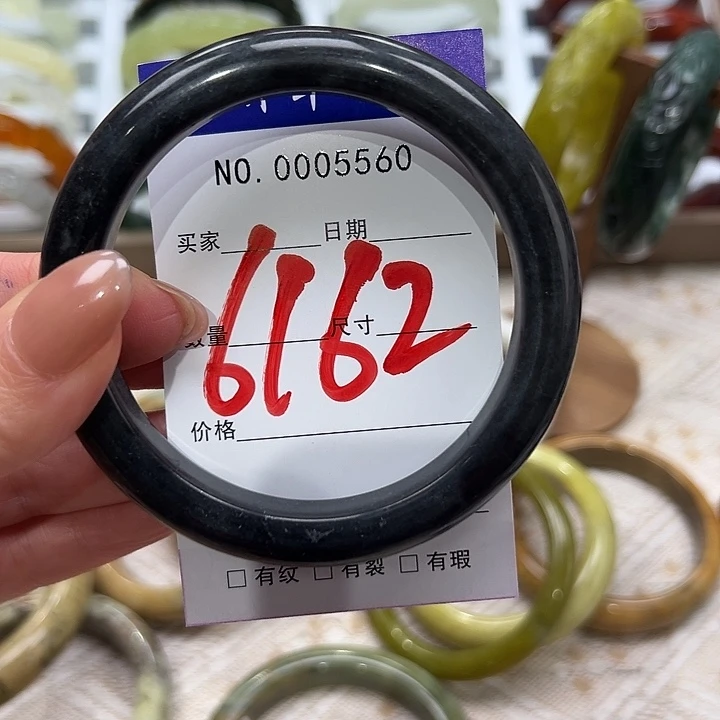 NO. 0005560
买家 日期
6162
数量 尺寸
价格
□ 有纹 □ 有裂 □ 有瑕